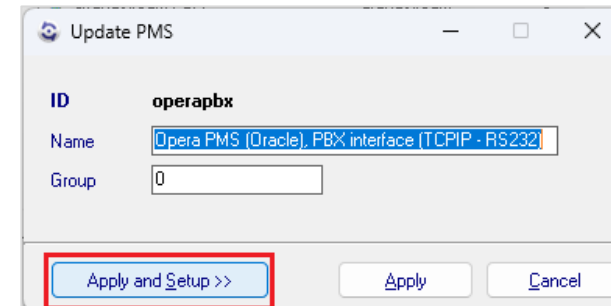 Update PMS
ID operapbx
Name Opera PMS (Oracle), PBX interface (TCPIP - RS232)
Group 0
Apply and Setup >> Apply Cancel